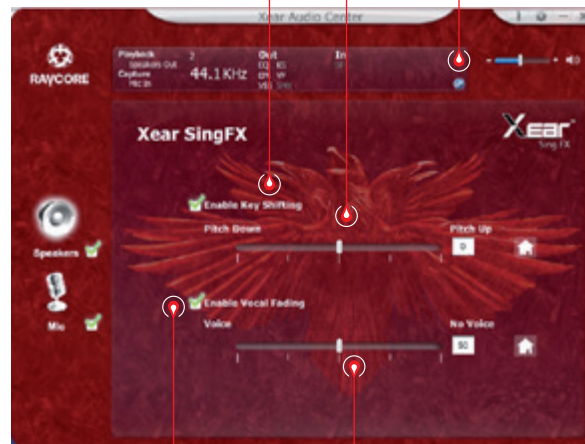 Xear Audio Center
RAYCORE
Playback 2 Out In
Speakers Out EQ
Capture 44.1KHz
Mic In
Xear SingFX
Xear
Sing FX
Enable Key Shifting
Pitch Down Pitch Up
0
Speakers
Enable Vocal Fading
Mic
Voice No Voice
50